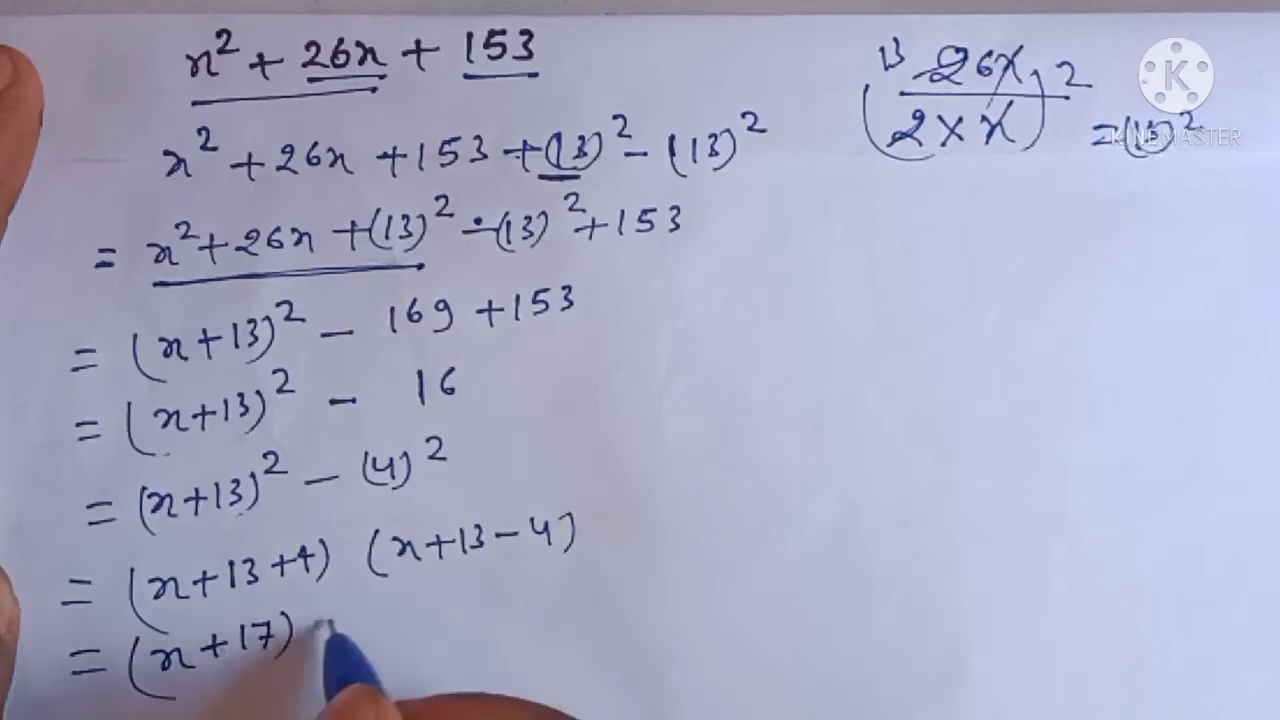 x² + 26x + 153
x² + 26x + 153 + (13)² - (13)²
= x² + 26x + (13)² - (13)² + 153
= (x + 13)² - 169 + 153
= (x + 13)² - 16
= (x + 13)² - (4)²
= (x + 13 + 4) (x + 13 - 4)
= (x + 17)
13
(26x / 2 × x)² = (13)²
K
KINEMASTER